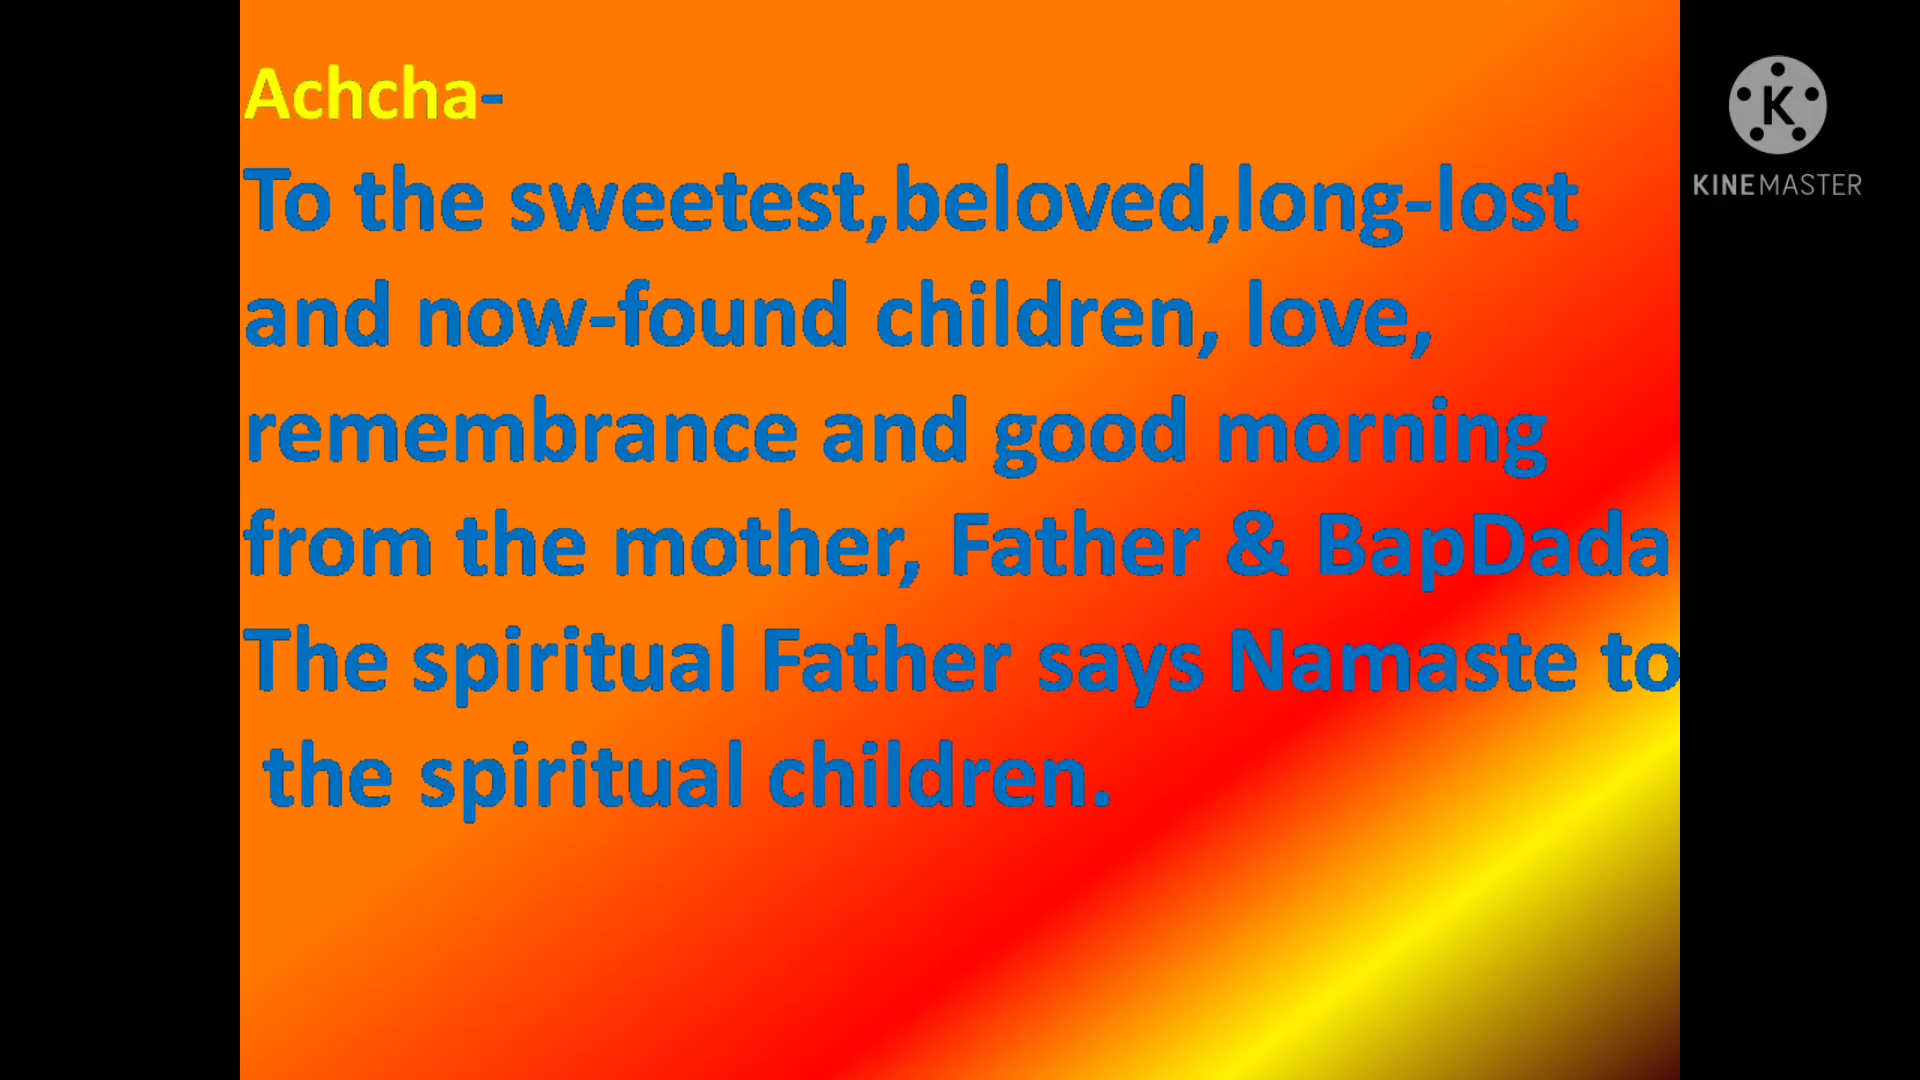 Achcha-
To the sweetest,beloved,long-lost
and now-found children, love,
remembrance and good morning
from the mother, Father & BapDada
The spiritual Father says Namaste to
the spiritual children.
K
KINEMASTER